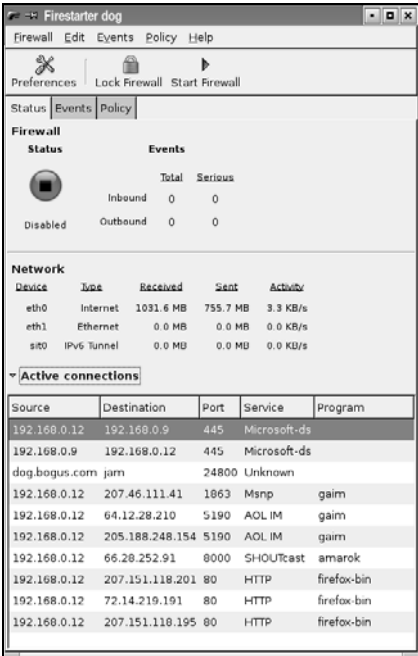 Firestarter dog
Firewall Edit Events Policy Help
Preferences Lock Firewall Start Firewall
Status Events Policy
Firewall
Status Events
Total Serious
Inbound 0 0
Disabled Outbound 0 0
Network
Device Type Received Sent Activity
eth0 Internet 1031.6 MB 755.7 MB 3.3 KB/s
eth1 Ethernet 0.0 MB 0.0 MB 0.0 KB/s
sit0 IPv6 Tunnel 0.0 MB 0.0 MB 0.0 KB/s
Active connections
Source Destination Port Service Program
192.168.0.12 192.168.0.9 445 Microsoft-ds
192.168.0.9 192.168.0.12 445 Microsoft-ds
dog.bogus.com jam 24800 Unknown
192.168.0.12 207.46.111.41 1863 Msnp gaim
192.168.0.12 64.12.28.210 5190 AOL IM gaim
192.168.0.12 205.188.248.154 5190 AOL IM gaim
192.168.0.12 66.28.252.91 8000 SHOUTcast amarok
192.168.0.12 207.151.118.201 80 HTTP firefox-bin
192.168.0.12 72.14.219.191 80 HTTP firefox-bin
192.168.0.12 207.151.118.195 80 HTTP firefox-bin